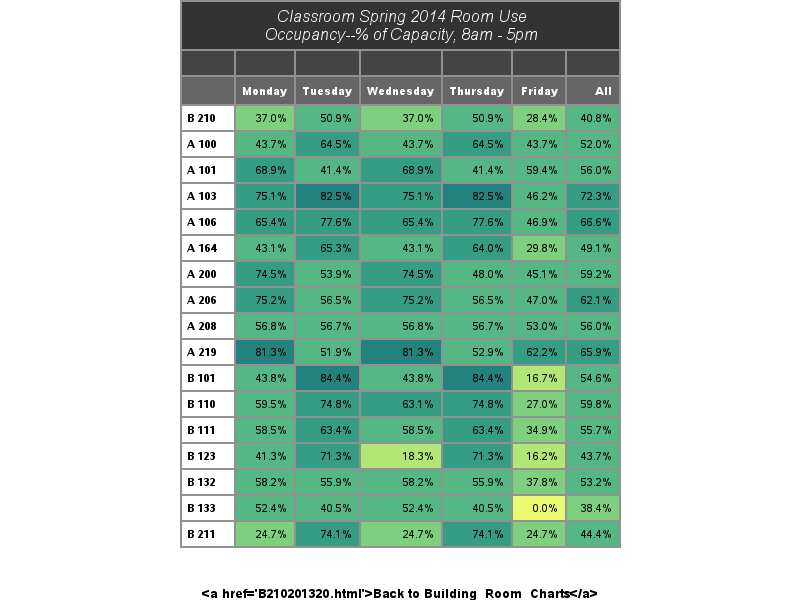 Classroom Spring 2014 Room Use
Occupancy--% of Capacity, 8am - 5pm
Monday Tuesday Wednesday Thursday Friday All
B 210 37.0% 50.9% 37.0% 50.9% 28.4% 40.8%
A 100 43.7% 64.5% 43.7% 64.5% 43.7% 52.0%
A 101 68.9% 41.4% 68.9% 41.4% 59.4% 56.0%
A 103 75.1% 82.5% 75.1% 82.5% 46.2% 72.3%
A 106 65.4% 77.6% 65.4% 77.6% 46.9% 66.6%
A 164 43.1% 65.3% 43.1% 64.0% 29.8% 49.1%
A 200 74.5% 53.9% 74.5% 48.0% 45.1% 59.2%
A 206 75.2% 56.5% 75.2% 56.5% 47.0% 62.1%
A 208 56.8% 56.7% 56.8% 56.7% 53.0% 56.0%
A 219 81.3% 51.9% 81.3% 52.9% 62.2% 65.9%
B 101 43.8% 84.4% 43.8% 84.4% 16.7% 54.6%
B 110 59.5% 74.8% 63.1% 74.8% 27.0% 59.8%
B 111 58.5% 63.4% 58.5% 63.4% 34.9% 55.7%
B 123 41.3% 71.3% 18.3% 71.3% 16.2% 43.7%
B 132 58.2% 55.9% 58.2% 55.9% 37.8% 53.2%
B 133 52.4% 40.5% 52.4% 40.5% 0.0% 38.4%
B 211 24.7% 74.1% 24.7% 74.1% 24.7% 44.4%
<a href='B210201320.html'>Back to Building_Room_Charts</a>